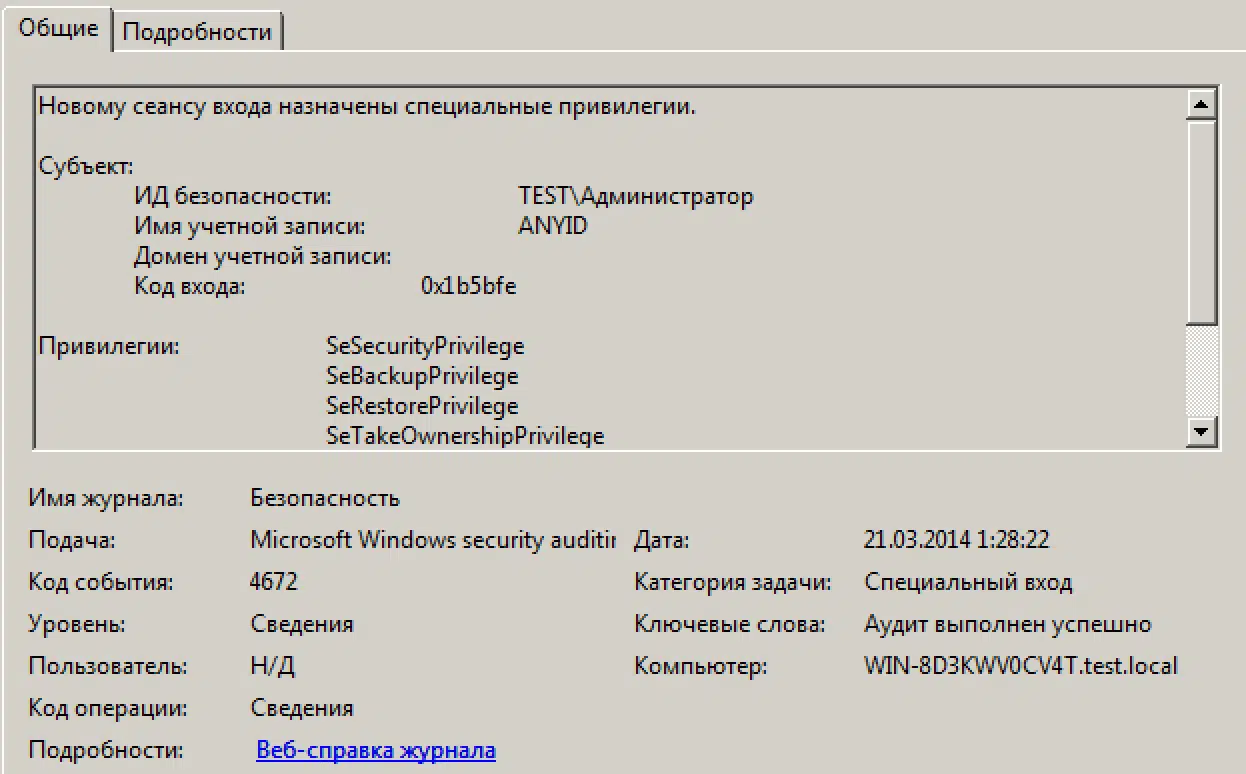 Общие
Подробности
Новому сеансу входа назначены специальные привилегии.
Субъект:
ИД безопасности: TEST\Администратор
Имя учетной записи: ANYID
Домен учетной записи:
Код входа: 0x1b5bfe
Привилегии: SeSecurityPrivilege
SeBackupPrivilege
SeRestorePrivilege
SeTakeOwnershipPrivilege
Имя журнала: Безопасность
Подача: Microsoft Windows security auditin Дата: 21.03.2014 1:28:22
Код события: 4672 Категория задачи: Специальный вход
Уровень: Сведения Ключевые слова: Аудит выполнен успешно
Пользователь: Н/Д Компьютер: WIN-8D3KWV0CV4T.test.local
Код операции: Сведения
Подробности: Веб-справка журнала